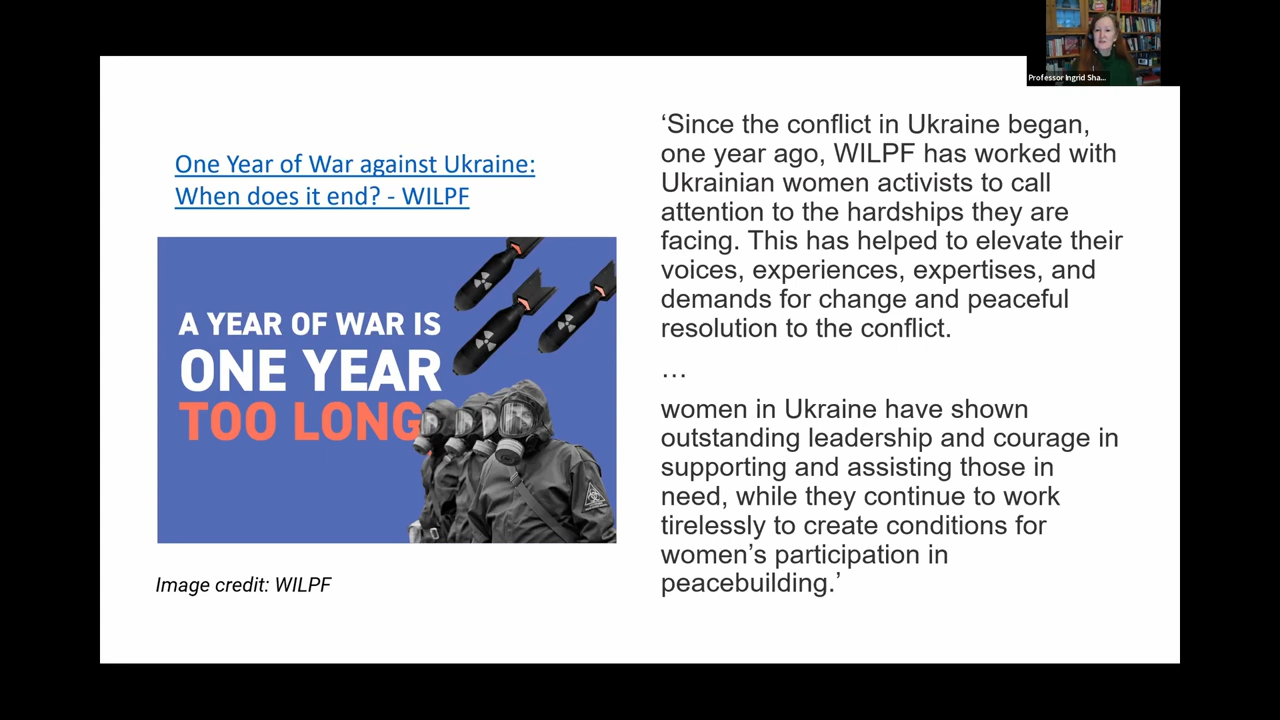 Professor Ingrid Sha...
One Year of War against Ukraine:
When does it end? - WILPF
A YEAR OF WAR IS
ONE YEAR
TOO LONG
Image credit: WILPF
‘Since the conflict in Ukraine began,
one year ago, WILPF has worked with
Ukrainian women activists to call
attention to the hardships they are
facing. This has helped to elevate their
voices, experiences, expertises, and
demands for change and peaceful
resolution to the conflict.
…
women in Ukraine have shown
outstanding leadership and courage in
supporting and assisting those in
need, while they continue to work
tirelessly to create conditions for
women’s participation in
peacebuilding.’